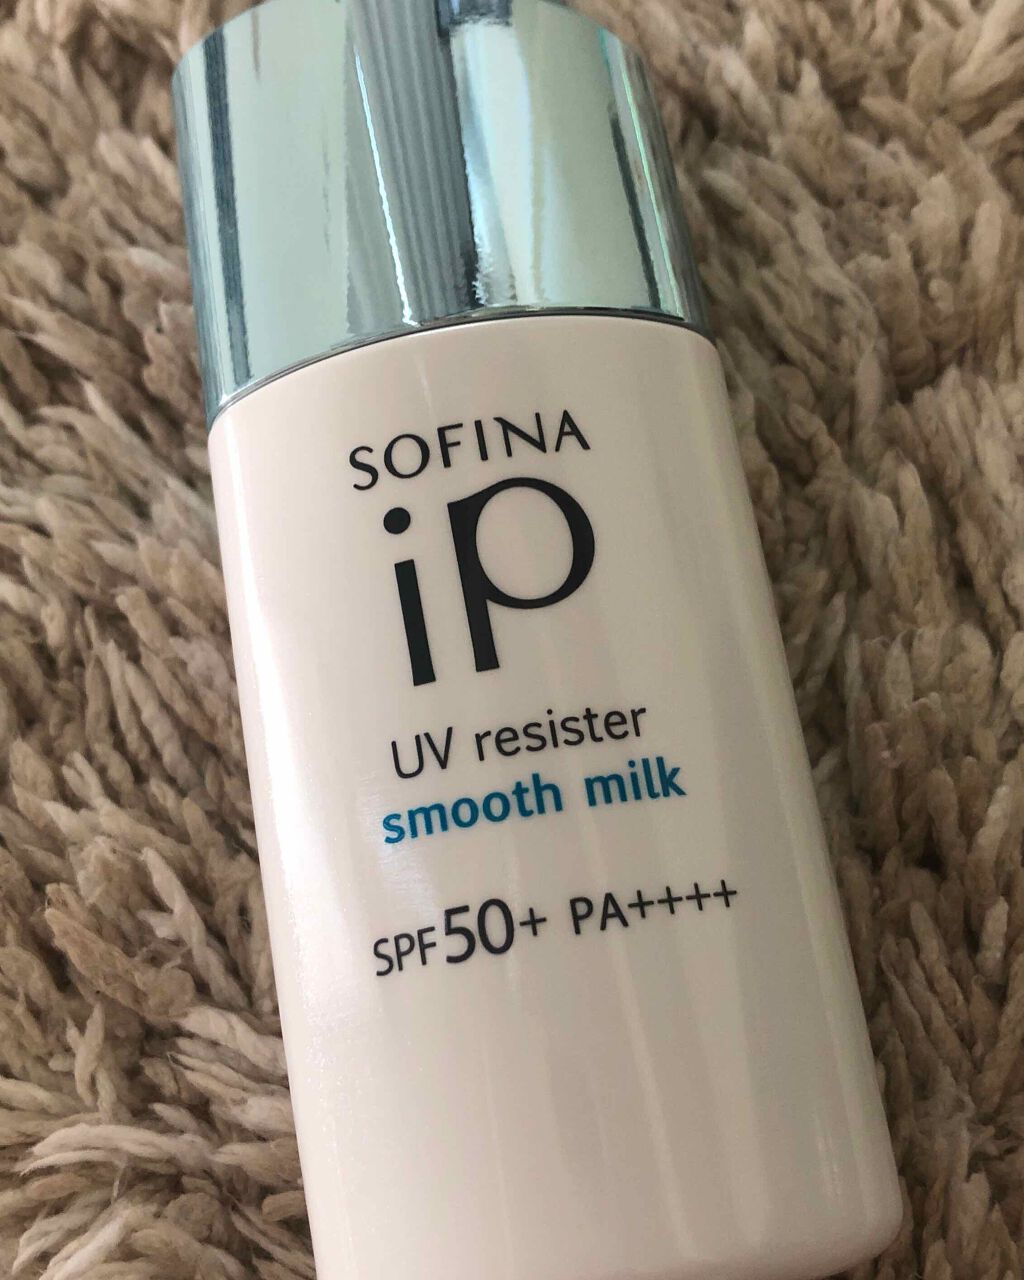 SOFINA
iP
UV resister
smooth milk
SPF50+ PA++++